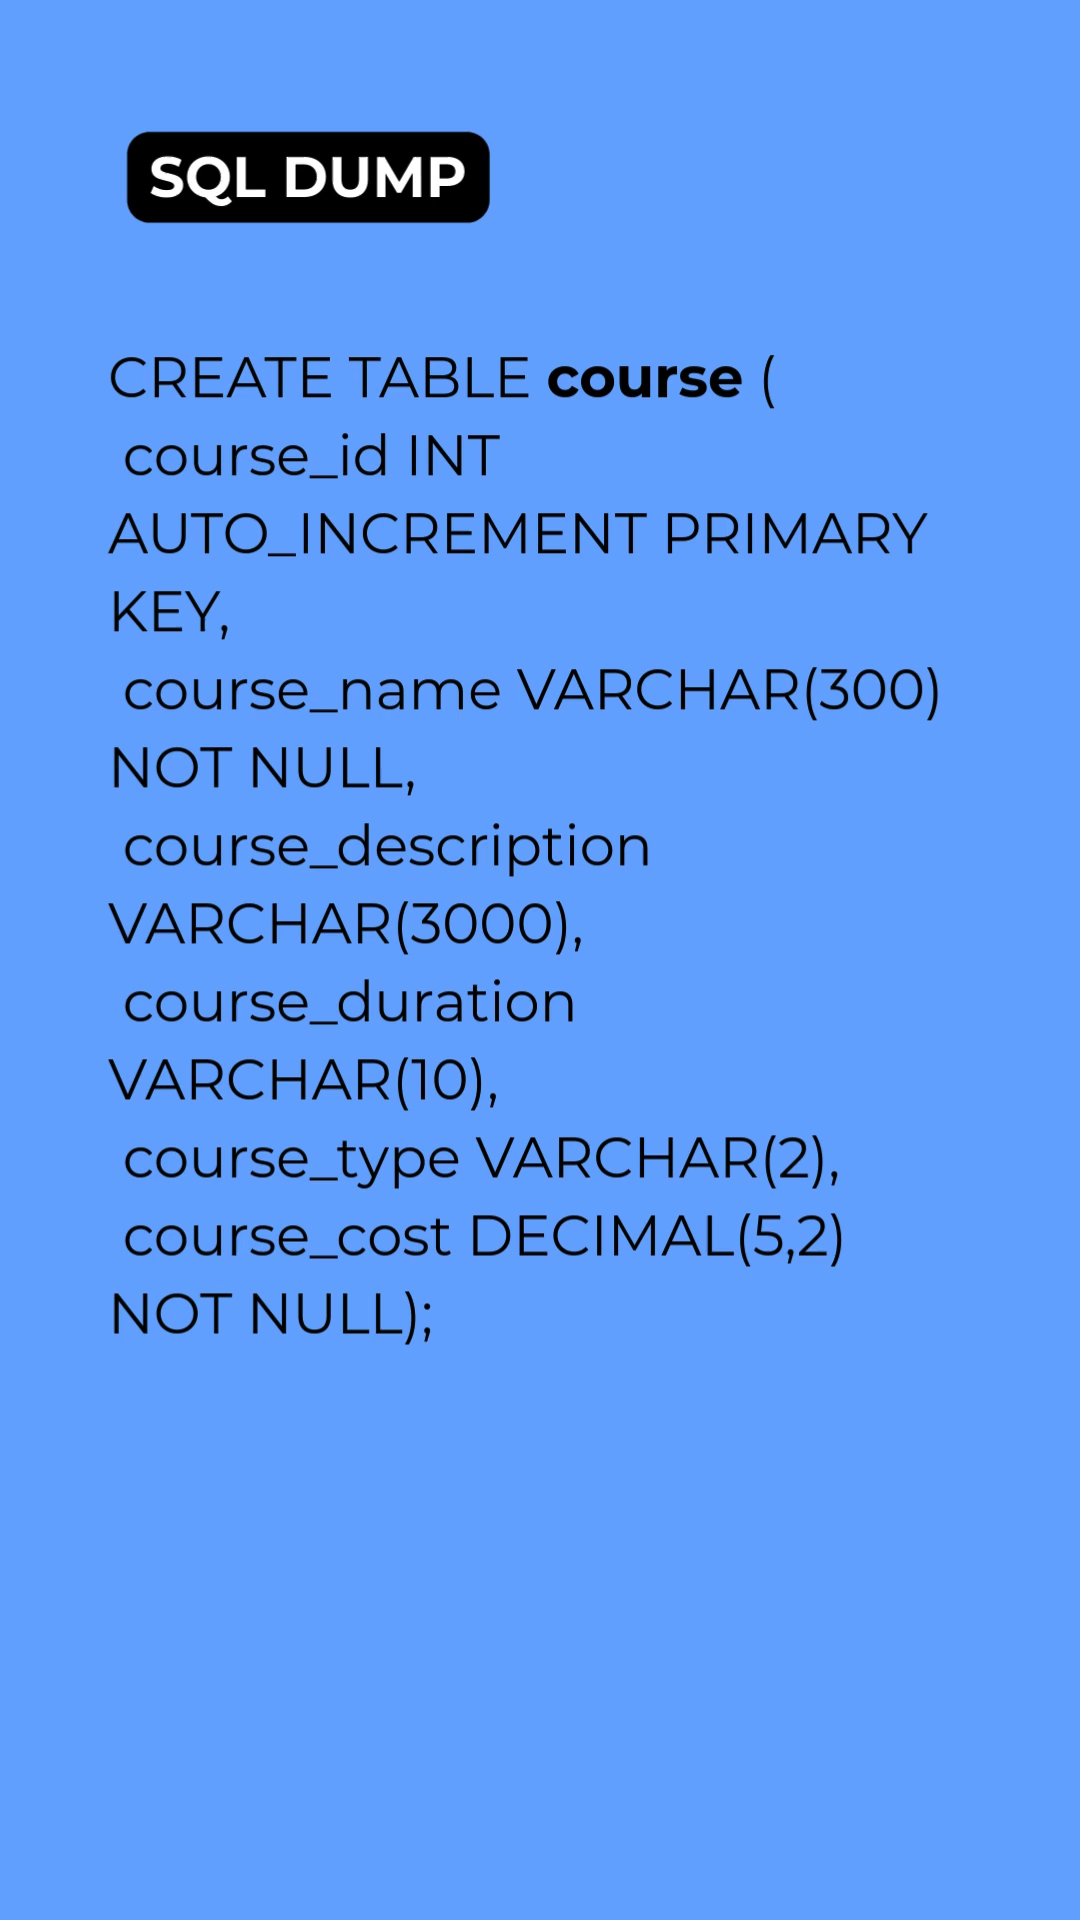 SQL DUMP
CREATE TABLE course (
course_id INT
AUTO_INCREMENT PRIMARY
KEY,
course_name VARCHAR(300)
NOT NULL,
course_description
VARCHAR(3000),
course_duration
VARCHAR(10),
course_type VARCHAR(2),
course_cost DECIMAL(5,2)
NOT NULL);